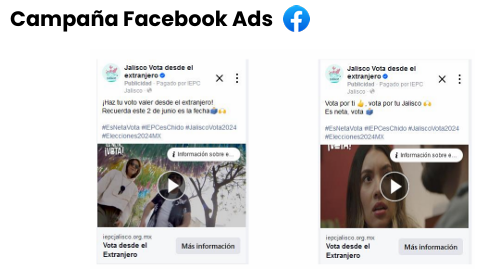 Campaña Facebook Ads
Jalisco Vota desde el
extranjero
Publicidad · Pagado por IEPC
Jalisco ·
¡Haz tu voto valer desde el extranjero!
Recuerda este 2 de junio es la fecha
#EsNetaVota #IEPCesChido #JaliscoVota2024
#Elecciones2024MX
¡VOTA!
Información sobre e...
iepcjalisco.org.mx
Vota desde el
Extranjero
Más información
Jalisco Vota desde el
extranjero
Publicidad · Pagado por IEPC
Jalisco ·
Vota por ti 👍, vota por tu Jalisco
Es neta, vota
#EsNetaVota #IEPCesChido #JaliscoVota2024
#Elecciones2024MX
¡VOTA!
Información sobre e...
iepcjalisco.org.mx
Vota desde el
Extranjero
Más información